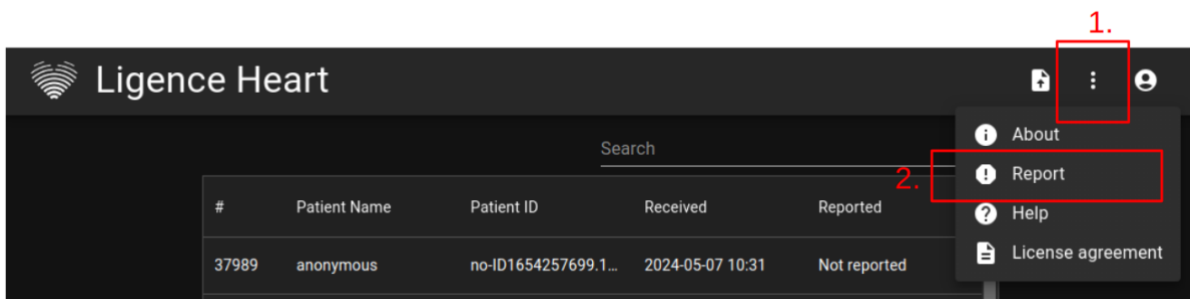 1.
Ligence Heart
About
Search
2.
Report
# Patient Name Patient ID Received Reported
Help
37989 anonymous no-ID1654257699.1... 2024-05-07 10:31 Not reported
License agreement